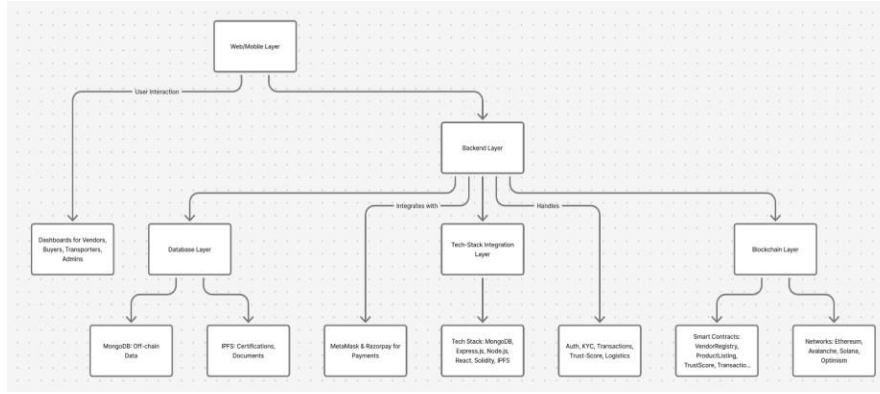 Web/Mobile Layer
User Interaction
Backend Layer
Integrates with
Handles
Dashboards for Vendors,
Buyers, Transporters,
Admins
Database Layer
Tech-Stack Integration
Layer
Blockchain Layer
MongoDB: Off-chain
Data
IPFS: Certifications,
Documents
MetaMask & Razorpay for
Payments
Tech Stack: MongoDB,
Express.js, Node.js,
React, Solidity, IPFS
Auth, KYC, Transactions,
Trust-Score, Logistics
Smart Contracts:
VendorRegistry,
ProductListing,
TrustScore, Transactio...
Networks: Ethereum,
Avalanche, Solana,
Optimism